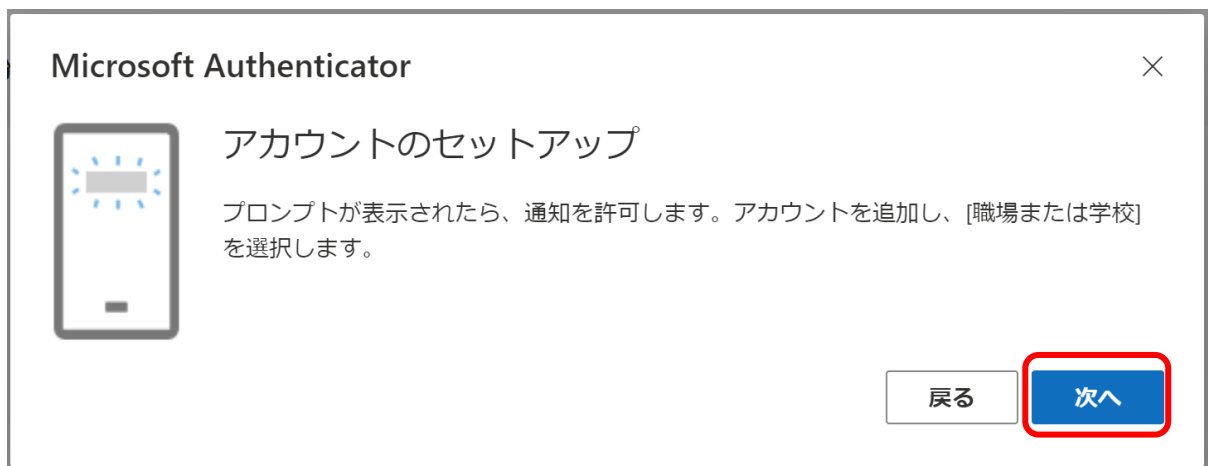 Microsoft Authenticator
アカウントのセットアップ
プロンプトが表示されたら、通知を許可します。アカウントを追加し、[職場または学校]
を選択します。
戻る
次へ